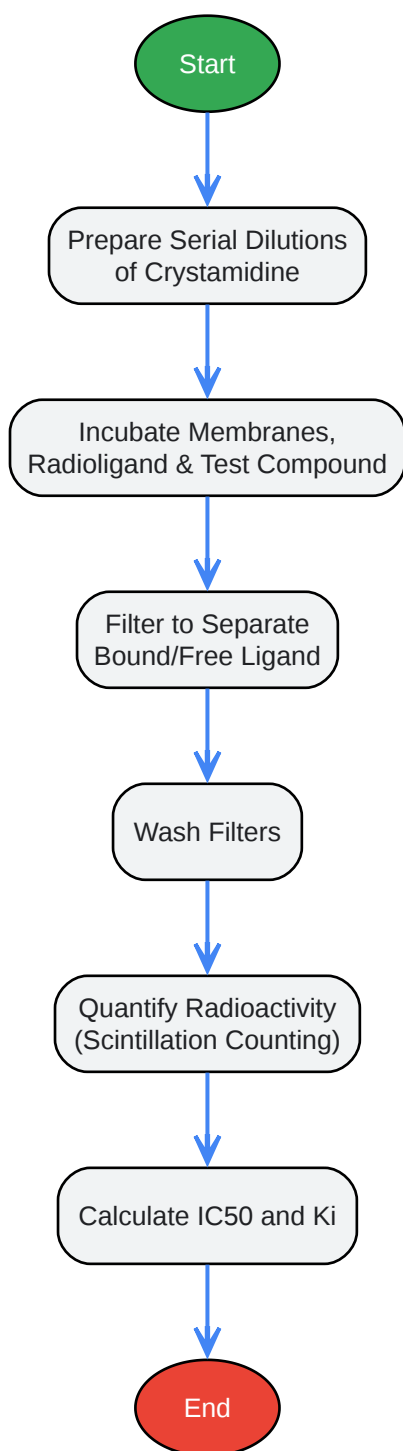 Start
Prepare Serial Dilutions
of Crystamidine
Incubate Membranes,
Radioligand & Test Compound
Filter to Separate
Bound/Free Ligand
Wash Filters
Quantify Radioactivity
(Scintillation Counting)
Calculate IC50 and Ki
End